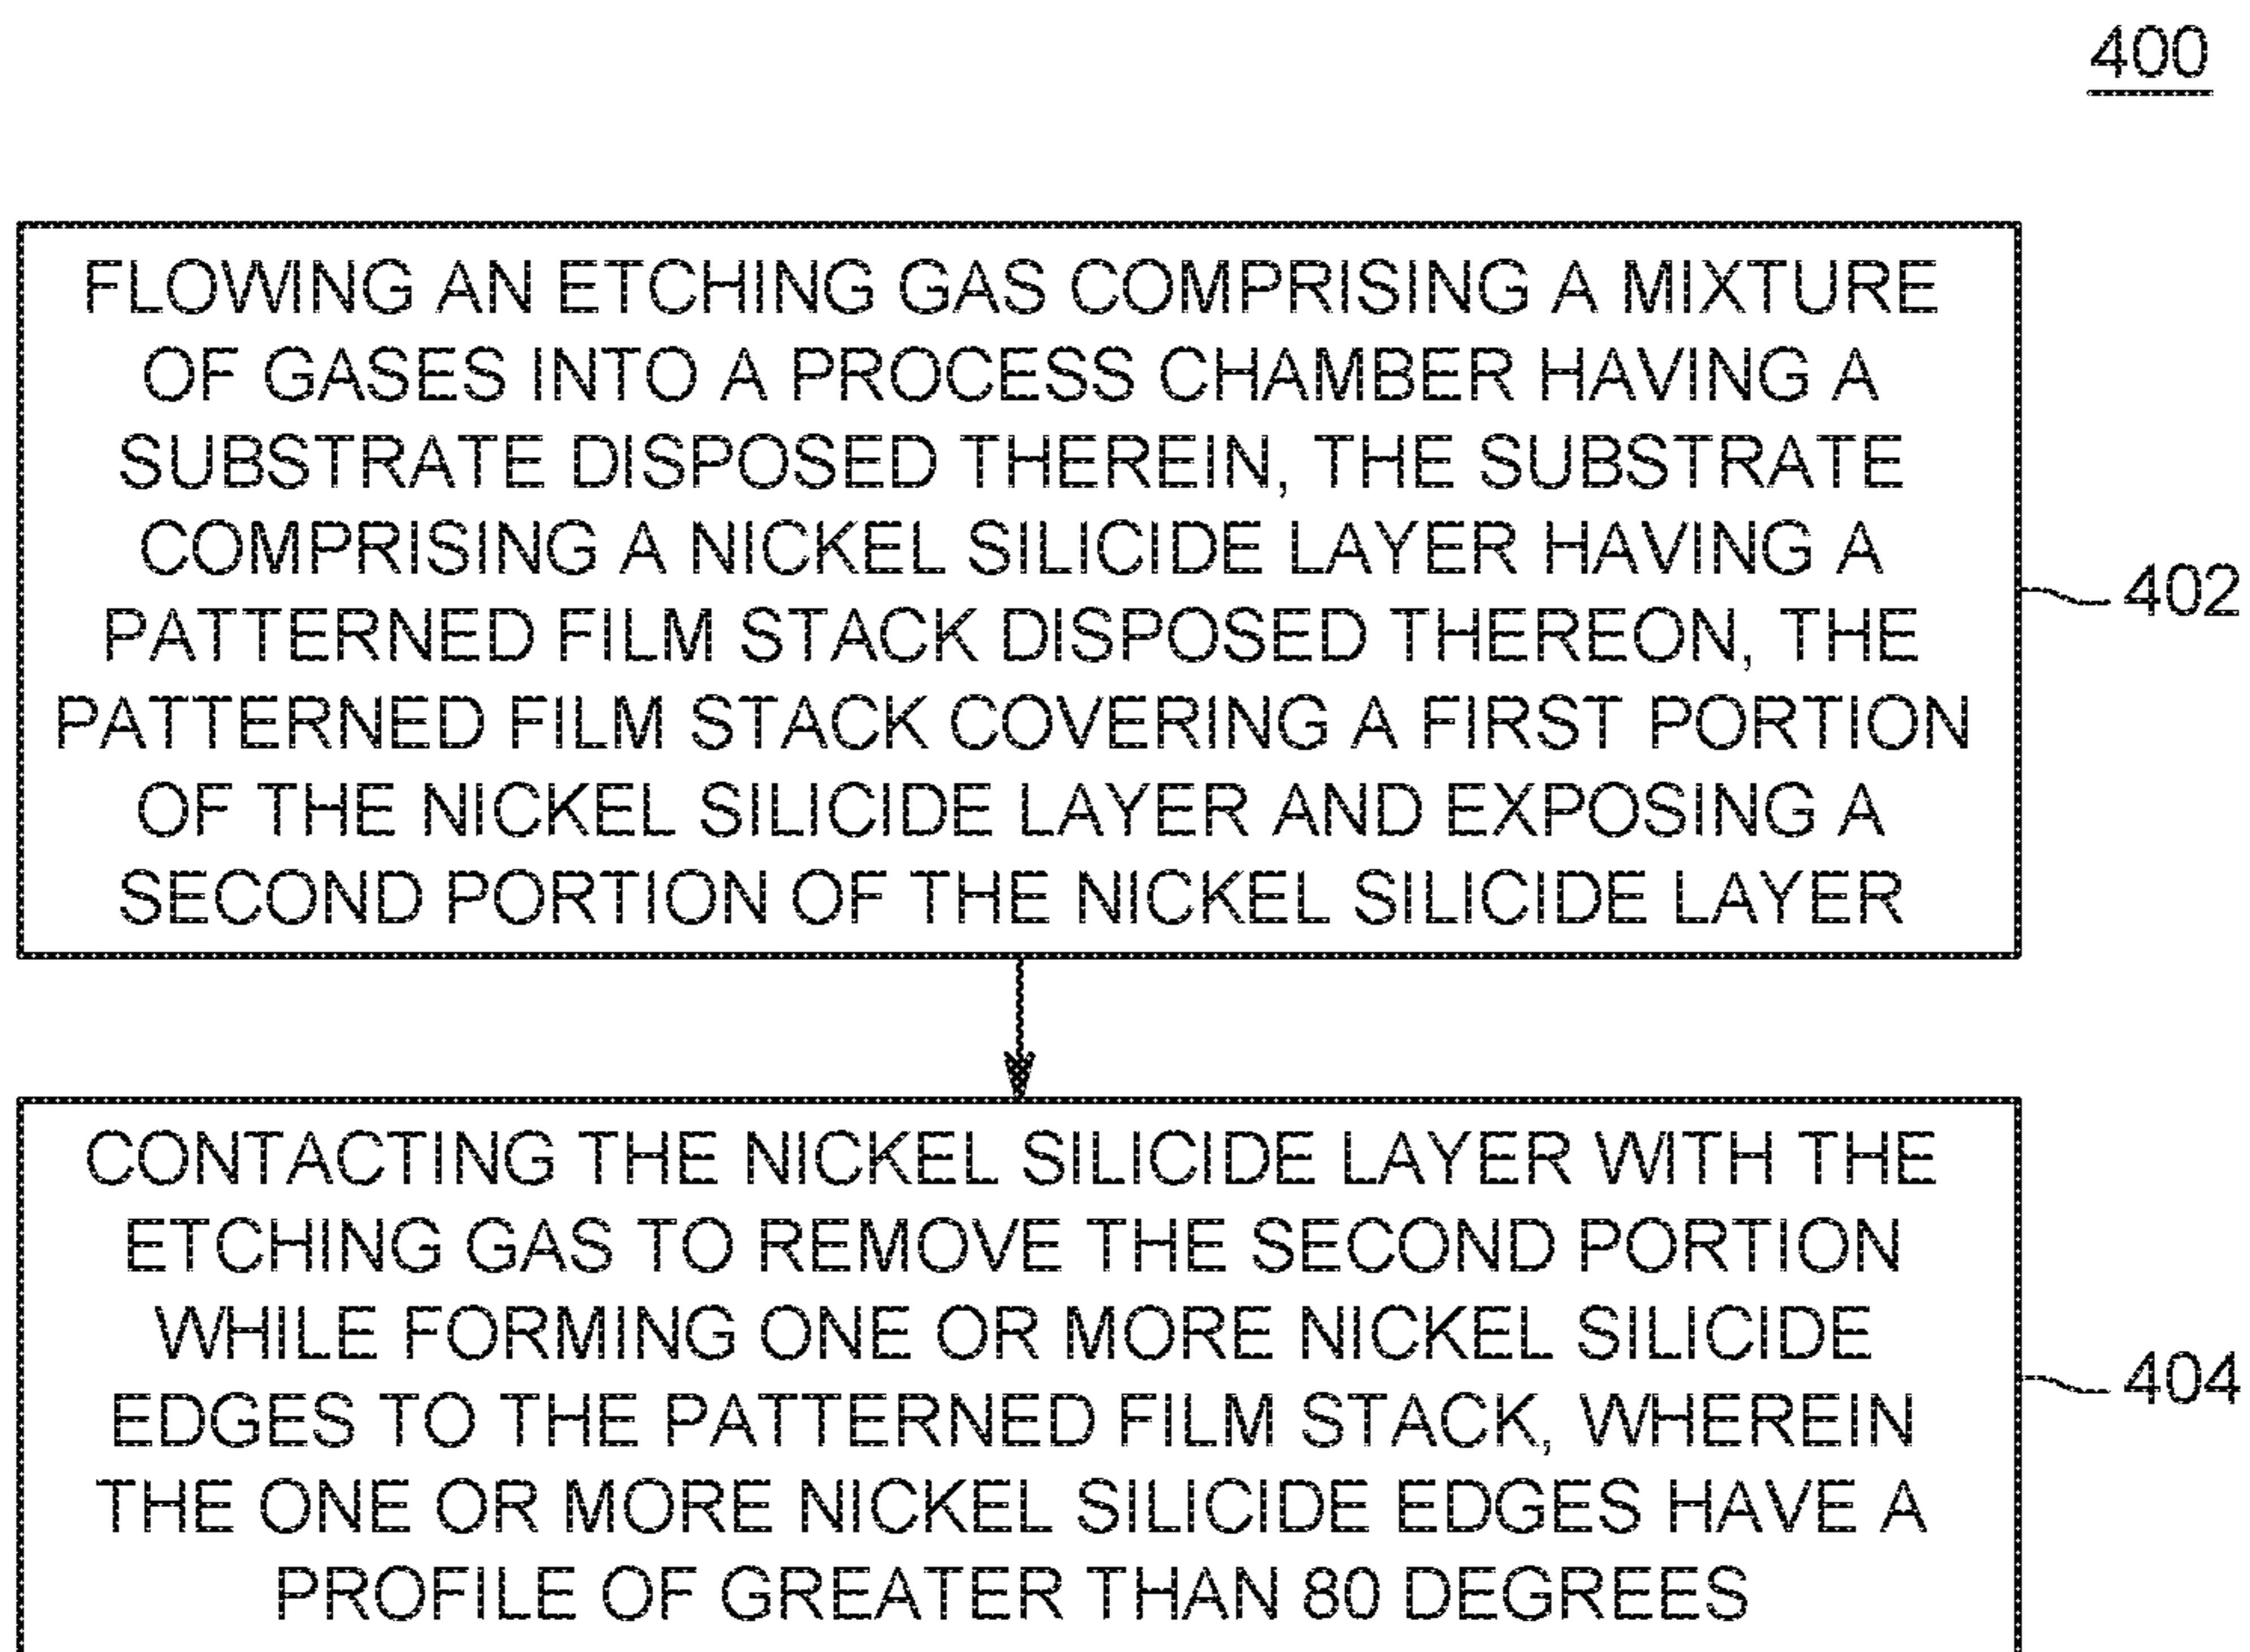 400
FLOWING AN ETCHING GAS COMPRISING A MIXTURE
OF GASES INTO A PROCESS CHAMBER HAVING A
SUBSTRATE DISPOSED THEREIN, THE SUBSTRATE
COMPRISING A NICKEL SILICIDE LAYER HAVING A
PATTERNED FILM STACK DISPOSED THEREON, THE
PATTERNED FILM STACK COVERING A FIRST PORTION
OF THE NICKEL SILICIDE LAYER AND EXPOSING A
SECOND PORTION OF THE NICKEL SILICIDE LAYER
402
CONTACTING THE NICKEL SILICIDE LAYER WITH THE
ETCHING GAS TO REMOVE THE SECOND PORTION
WHILE FORMING ONE OR MORE NICKEL SILICIDE
EDGES TO THE PATTERNED FILM STACK, WHEREIN
THE ONE OR MORE NICKEL SILICIDE EDGES HAVE A
PROFILE OF GREATER THAN 80 DEGREES
404